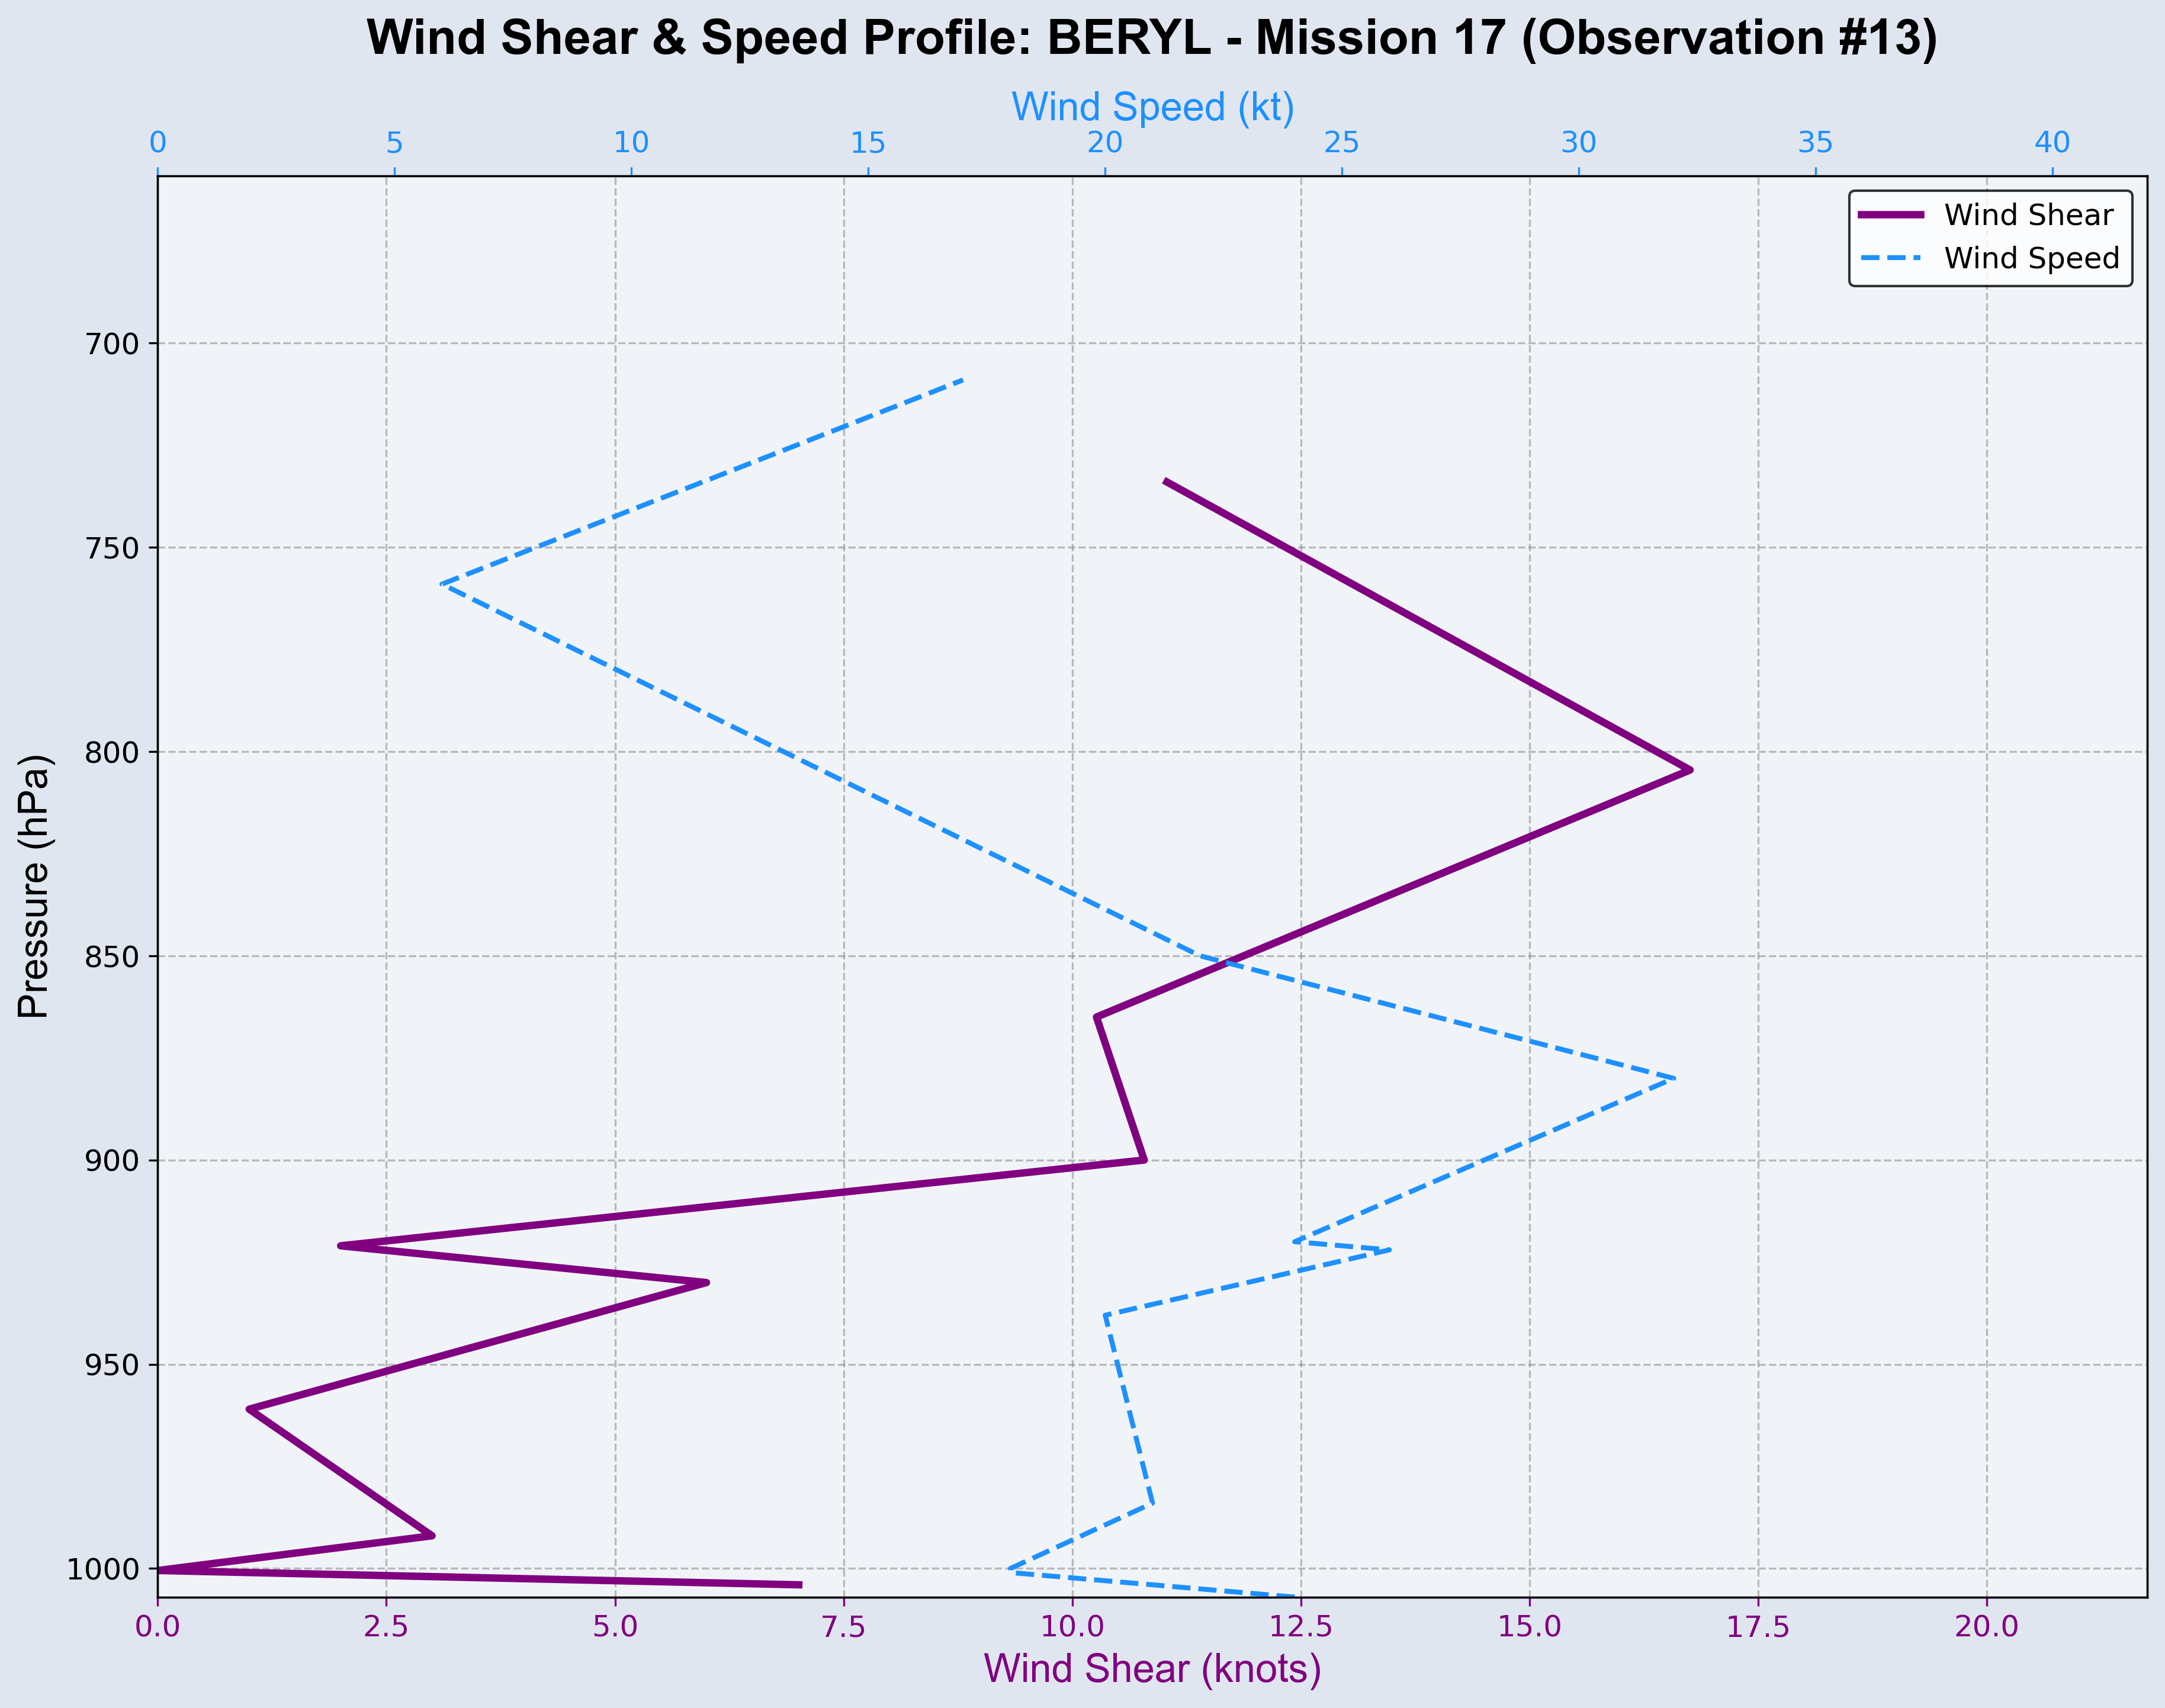 Wind Shear & Speed Profile: BERYL - Mission 17 (Observation #13)
Wind Speed (kt)
0 5 10 15 20 25 30 35 40
Wind Shear
Wind Speed
Pressure (hPa)
700
750
800
850
900
950
1000
0.0 2.5 5.0 7.5 10.0 12.5 15.0 17.5 20.0
Wind Shear (knots)